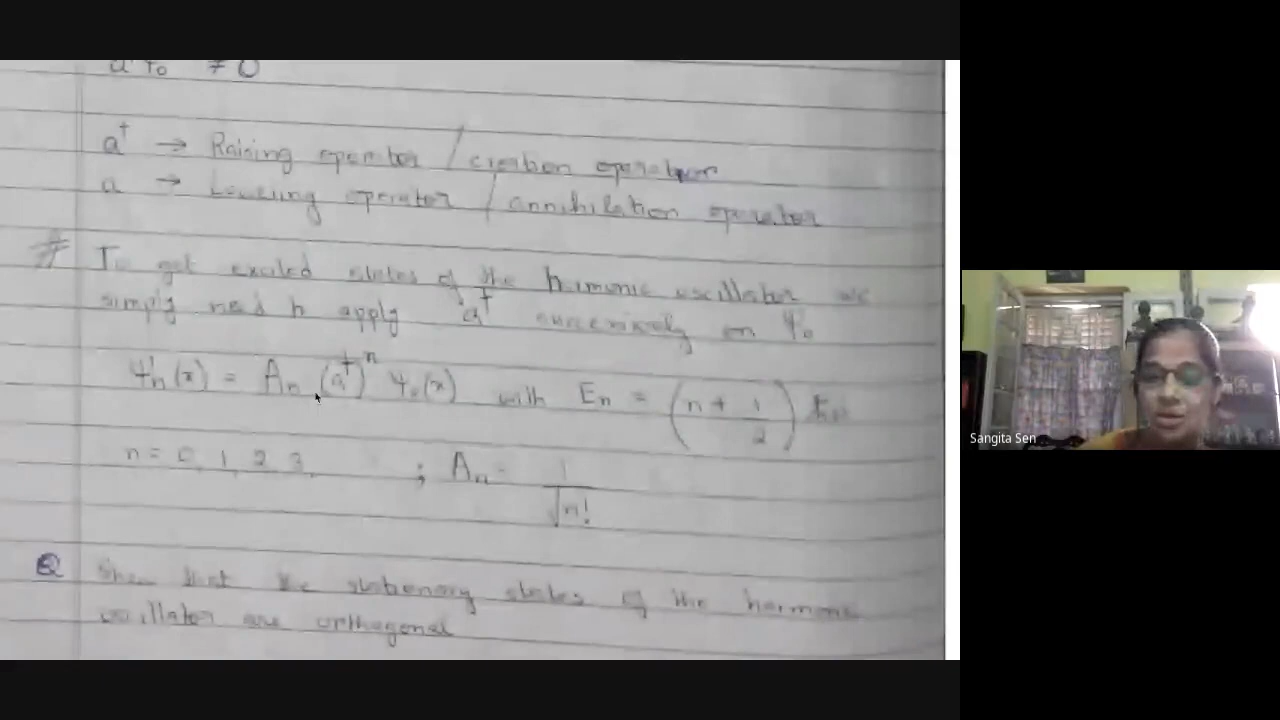 a†Ψ₀ ≠ 0
a† → Raising operator / creation operator
a → Lowering operator / annihilation operator
# To get excited states of the harmonic oscillator we
simply need to apply a† successively on Ψ₀
Ψₙ(x) = Aₙ (a†)ⁿ Ψ₀(x) with Eₙ = (n + 1/2) ħω
n = 0, 1, 2, 3, ; Aₙ = 1/√n!
Q Show that the stationary states of the harmonic
oscillator are orthogonal
Sangita Sen